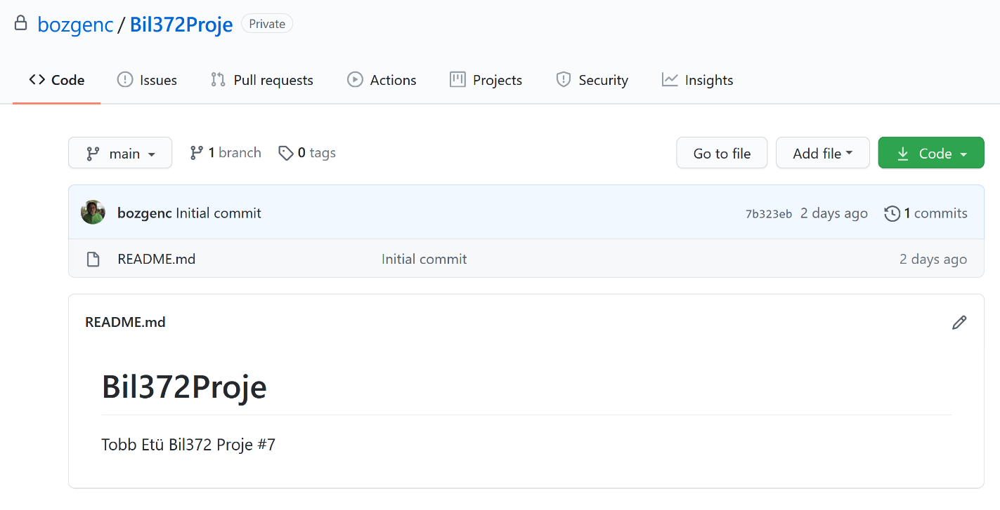 bozgenc / Bil372Proje Private
Code Issues Pull requests Actions Projects Security Insights
main 1 branch 0 tags Go to file Add file Code
bozgenc Initial commit 7b323eb 2 days ago 1 commits
README.md Initial commit 2 days ago
README.md
Bil372Proje
Tobb Etü Bil372 Proje #7